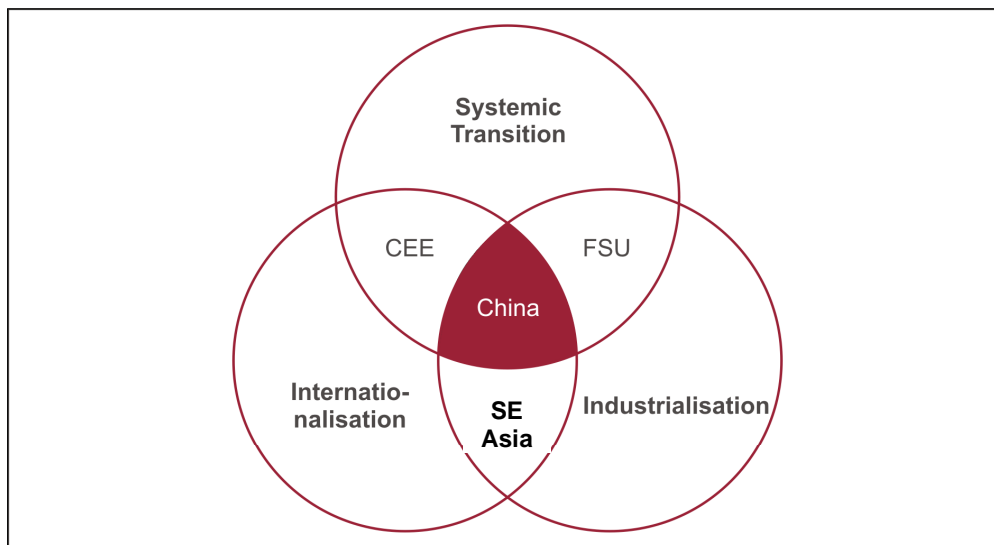 Systemic
Transition
CEE
FSU
China
Internatio-
nalisation
SE
Asia
Industrialisation